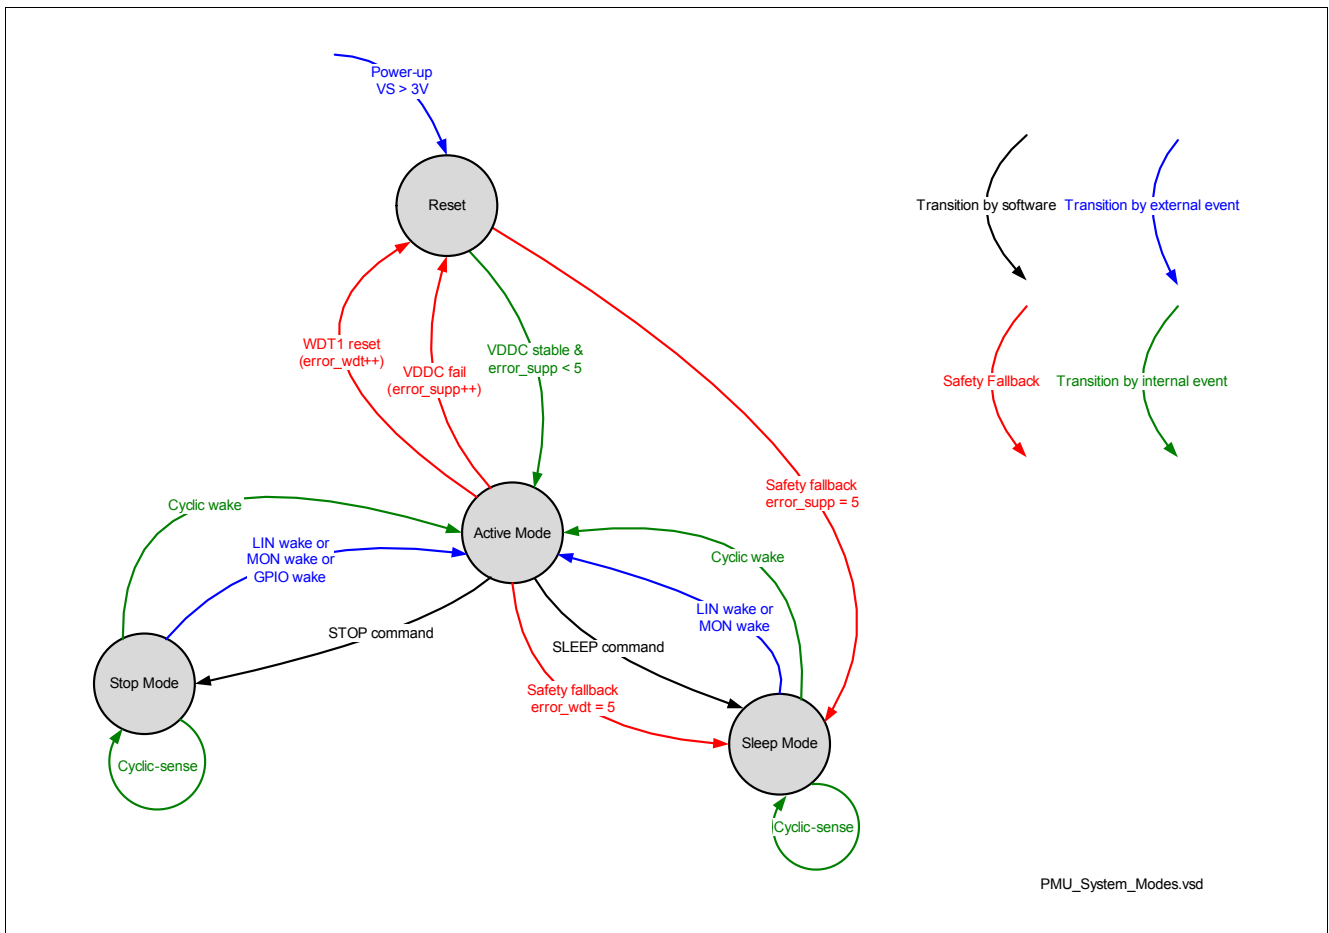 Power-up
VS > 3V
Reset
Transition by software
Transition by external event
WDT1 reset
(error_wdt++)
VDDC fail
(error_supp++)
VDDC stable &
error_supp < 5
Safety Fallback
Transition by internal event
Safety fallback
error_supp = 5
Cyclic wake
LIN wake or
MON wake or
GPIO wake
Active Mode
Cyclic wake
LIN wake or
MON wake
STOP command
SLEEP command
Stop Mode
Safety fallback
error_wdt = 5
Sleep Mode
Cyclic-sense
Cyclic-sense
PMU_System_Modes.vsd